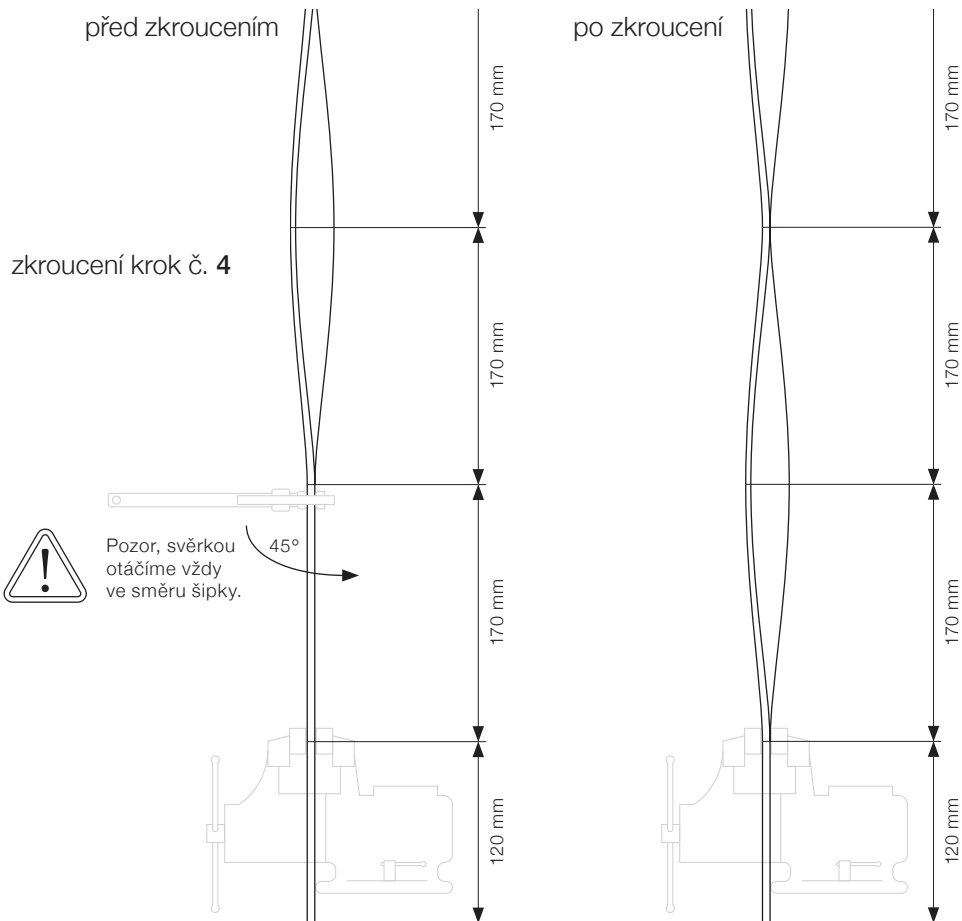 před zkroucením
po zkroucení
170 mm
170 mm
zkroucení krok č. 4
170 mm
170 mm
Pozor, svěrkou
otáčíme vždy
ve směru šipky.
45°
170 mm
170 mm
120 mm
120 mm